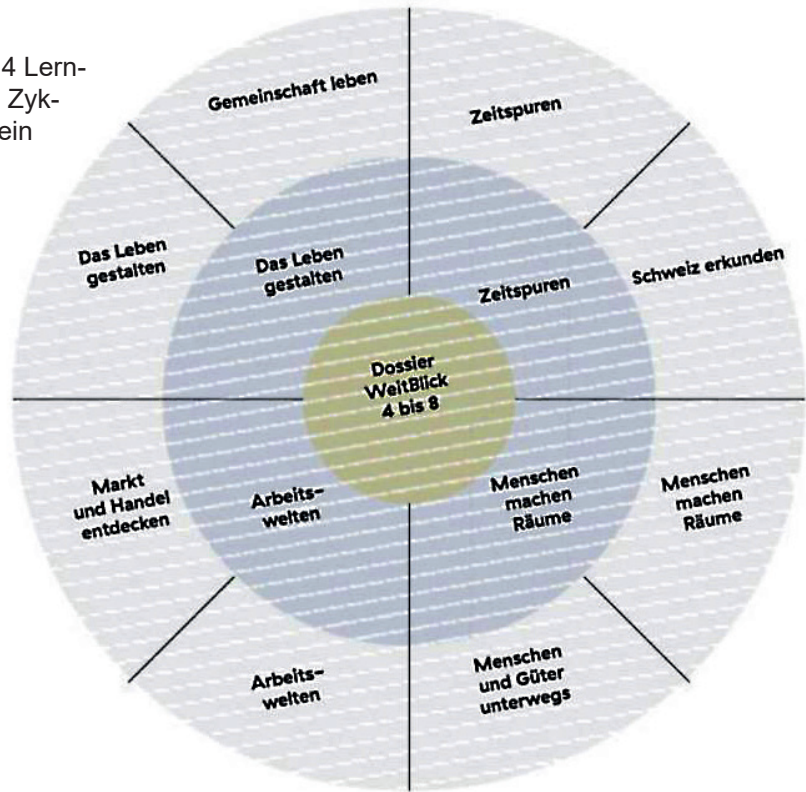 4 Lern-
Zyk-
ein
Gemeinschaft leben
Zeitspuren
Das Leben
gestalten
Das Leben
gestalten
Zeitspuren
Schweiz erkunden
Dossier
WeitBlick
4 bis 8
Markt
und Handel
entdecken
Arbeits-
welten
Menschen
machen
Räume
Menschen
machen
Räume
Arbeits-
welten
Menschen
und Güter
unterwegs